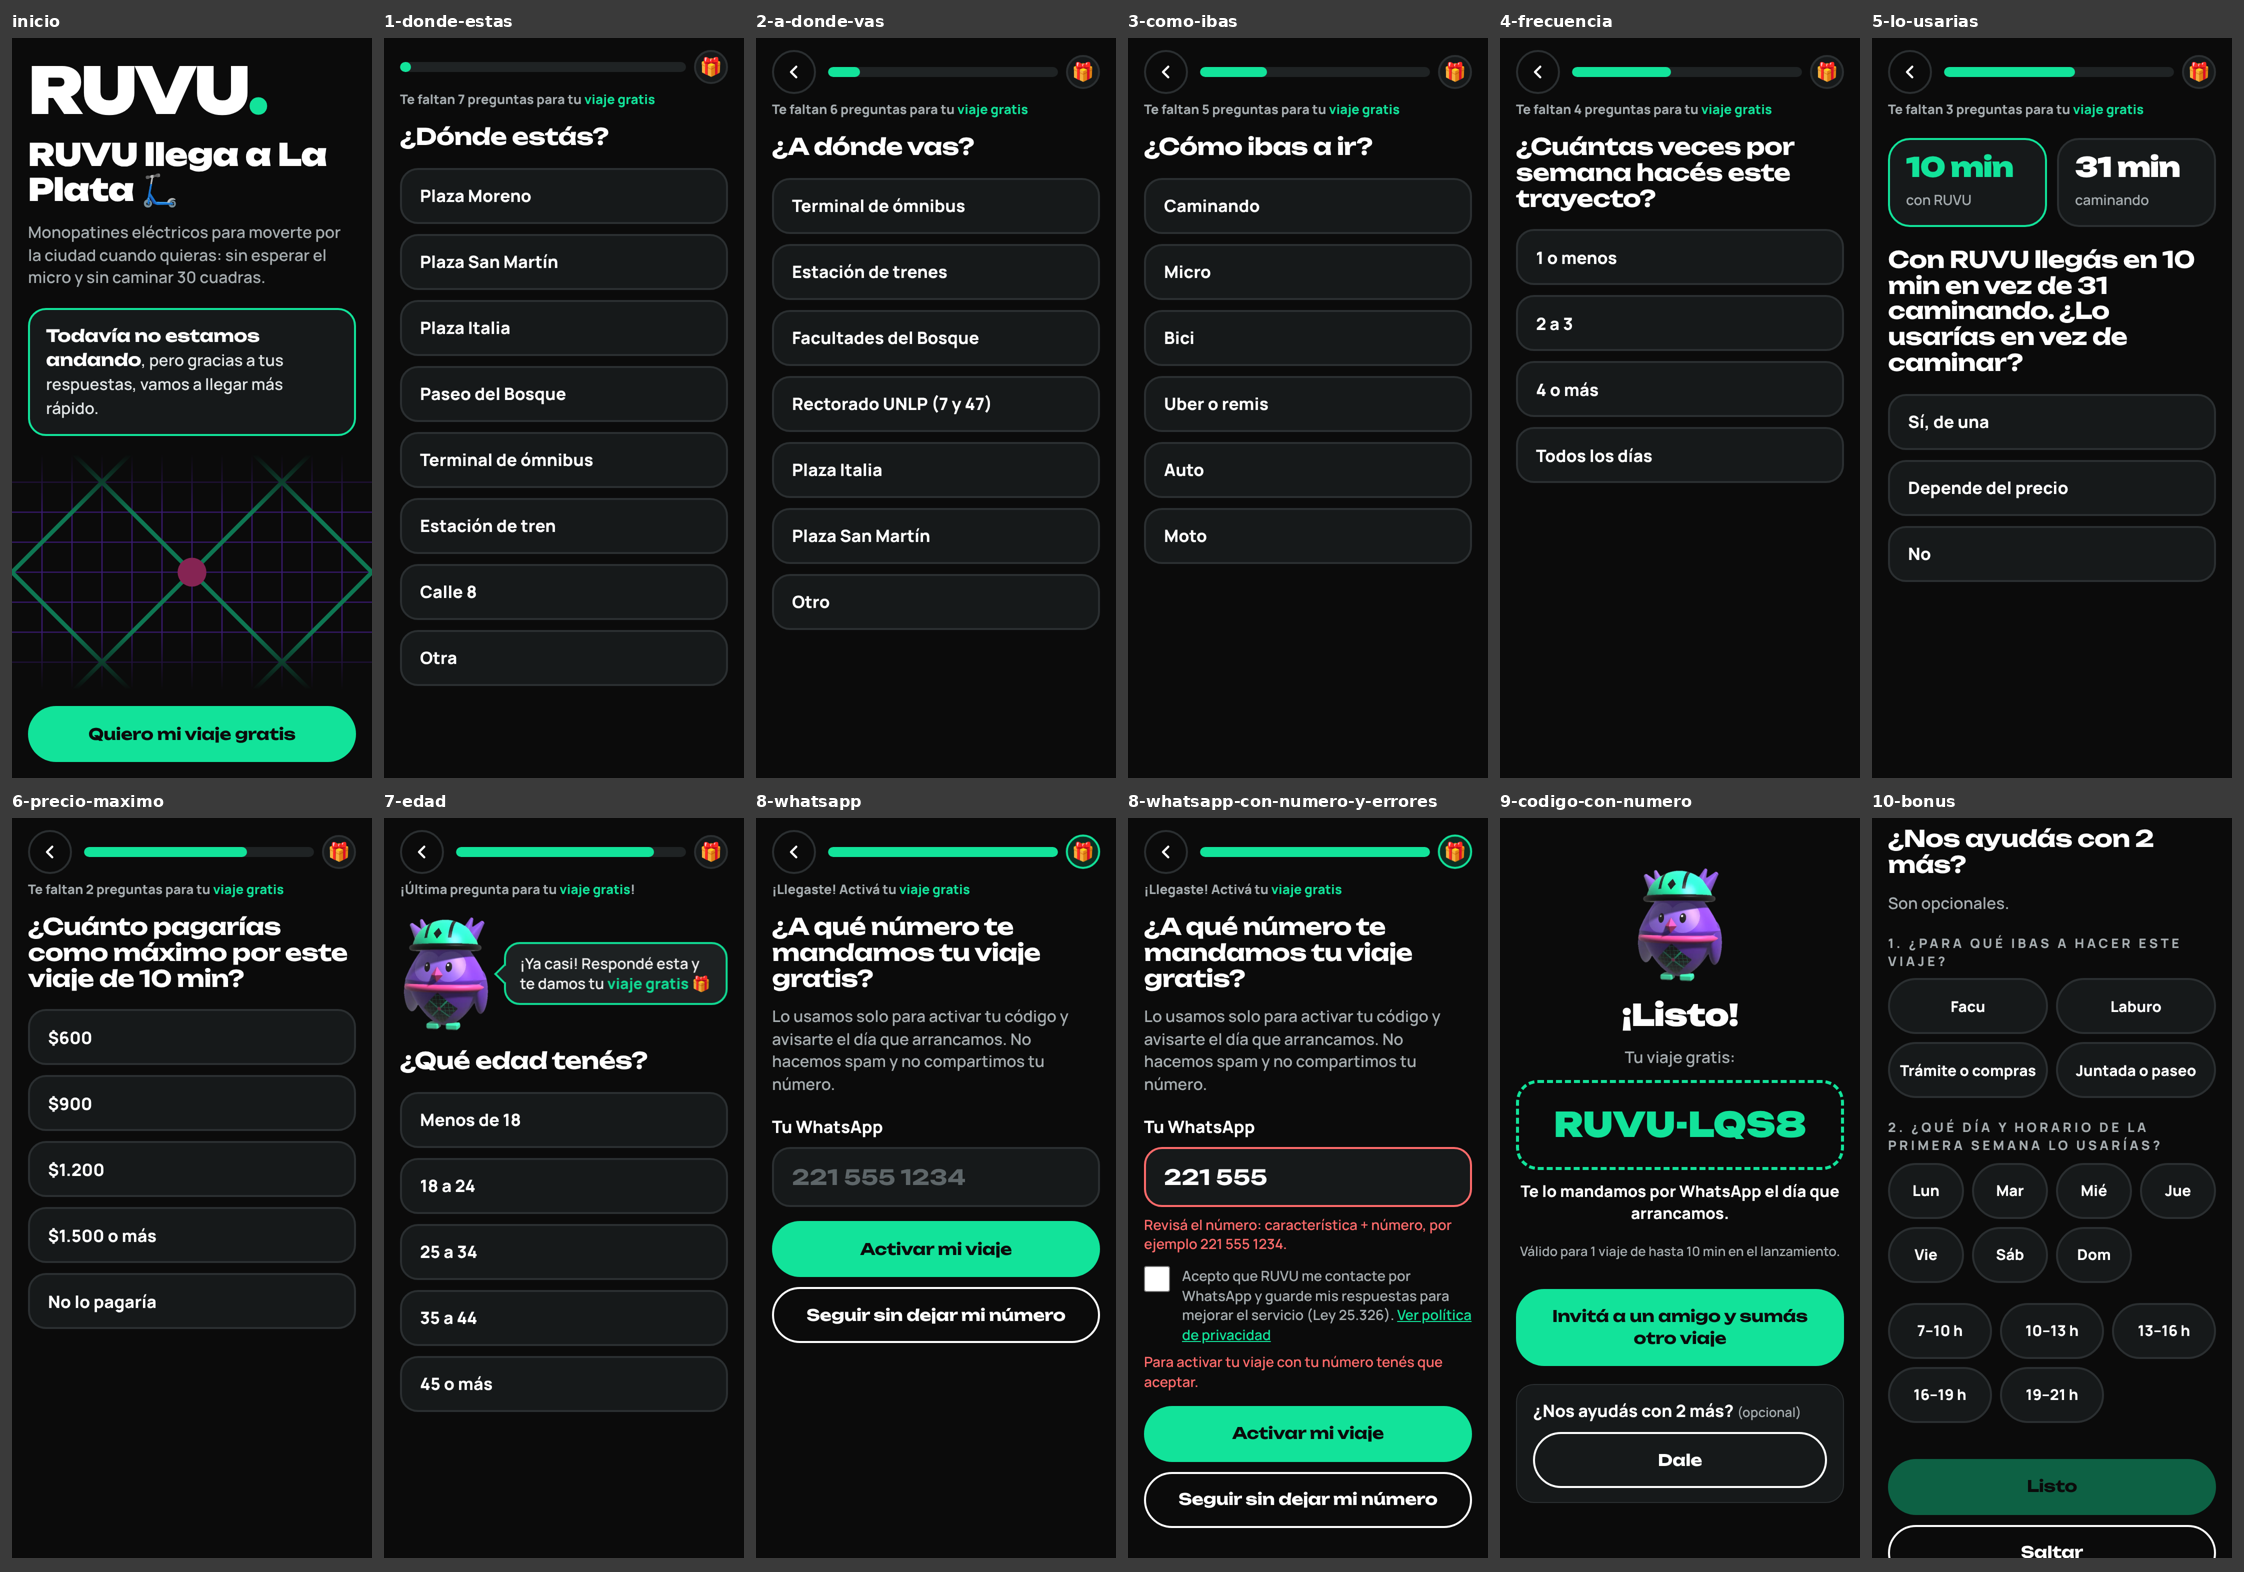 inicio
RUVU.
RUVU llega a La
Plata
Monopatines eléctricos para moverte por
la ciudad cuando quieras: sin esperar el
micro y sin caminar 30 cuadras.
Todavía no estamos
andando, pero gracias a tus
respuestas, vamos a llegar más
rápido.
Quiero mi viaje gratis
1-donde-estas
Te faltan 7 preguntas para tu viaje gratis
¿Dónde estás?
Plaza Moreno
Plaza San Martín
Plaza Italia
Paseo del Bosque
Terminal de ómnibus
Estación de tren
Calle 8
Otra
2-a-donde-vas
Te faltan 6 preguntas para tu viaje gratis
¿A dónde vas?
Terminal de ómnibus
Estación de trenes
Facultades del Bosque
Rectorado UNLP (7 y 47)
Plaza Italia
Plaza San Martín
Otro
3-como-ibas
Te faltan 5 preguntas para tu viaje gratis
¿Cómo ibas a ir?
Caminando
Micro
Bici
Uber o remis
Auto
Moto
4-frecuencia
Te faltan 4 preguntas para tu viaje gratis
¿Cuántas veces por
semana hacés este
trayecto?
1 o menos
2 a 3
4 o más
Todos los días
5-lo-usarias
Te faltan 3 preguntas para tu viaje gratis
10 min
con RUVU
31 min
caminando
Con RUVU llegás en 10
min en vez de 31
caminando. ¿Lo
usarías en vez de
caminar?
Sí, de una
Depende del precio
No
6-precio-maximo
Te faltan 2 preguntas para tu viaje gratis
¿Cuánto pagarías
como máximo por este
viaje de 10 min?
$600
$900
$1.200
$1.500 o más
No lo pagaría
7-edad
¡Última pregunta para tu viaje gratis!
¡Ya casi! Respondé esta y
te damos tu viaje gratis
¿Qué edad tenés?
Menos de 18
18 a 24
25 a 34
35 a 44
45 o más
8-whatsapp
¡Llegaste! Activá tu viaje gratis
¿A qué número te
mandamos tu viaje
gratis?
Lo usamos solo para activar tu código y
avisarte el día que arrancamos. No
hacemos spam y no compartimos tu
número.
Tu WhatsApp
221 555 1234
Activar mi viaje
Seguir sin dejar mi número
8-whatsapp-con-numero-y-errores
¡Llegaste! Activá tu viaje gratis
¿A qué número te
mandamos tu viaje
gratis?
Lo usamos solo para activar tu código y
avisarte el día que arrancamos. No
hacemos spam y no compartimos tu
número.
Tu WhatsApp
221 555
Revisá el número: característica + número, por
ejemplo 221 555 1234.
Acepto que RUVU me contacte por
WhatsApp y guarde mis respuestas para
mejorar el servicio (Ley 25.326). Ver política
de privacidad
Para activar tu viaje con tu número tenés que
aceptar.
Activar mi viaje
Seguir sin dejar mi número
9-codigo-con-numero
¡Listo!
Tu viaje gratis:
RUVU-LQS8
Te lo mandamos por WhatsApp el día que
arrancamos.
Válido para 1 viaje de hasta 10 min en el lanzamiento.
Invitá a un amigo y sumás
otro viaje
¿Nos ayudás con 2 más? (opcional)
Dale
10-bonus
¿Nos ayudás con 2
más?
Son opcionales.
1. ¿PARA QUÉ IBAS A HACER ESTE
VIAJE?
Facu
Laburo
Trámite o compras
Juntada o paseo
2. ¿QUÉ DÍA Y HORARIO DE LA
PRIMERA SEMANA LO USARÍAS?
Lun
Mar
Mié
Jue
Vie
Sáb
Dom
7–10 h
10–13 h
13–16 h
16–19 h
19–21 h
Listo
Saltar